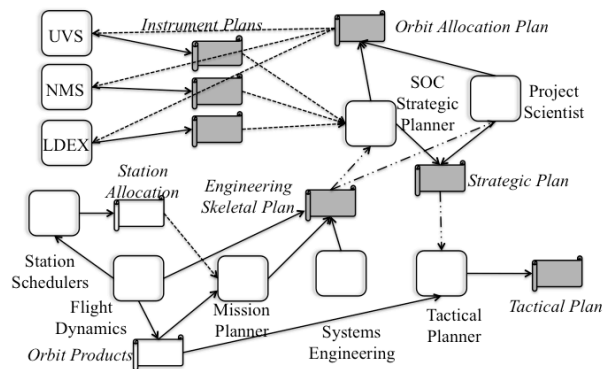 UVS
Instrument Plans
Orbit Allocation Plan
NMS
SOC
Strategic
Planner
Project
Scientist
LDEX
Station
Allocation
Engineering
Skeletal Plan
Strategic Plan
Station
Schedulers
Flight
Dynamics
Mission
Planner
Systems
Engineering
Tactical
Planner
Tactical Plan
Orbit Products